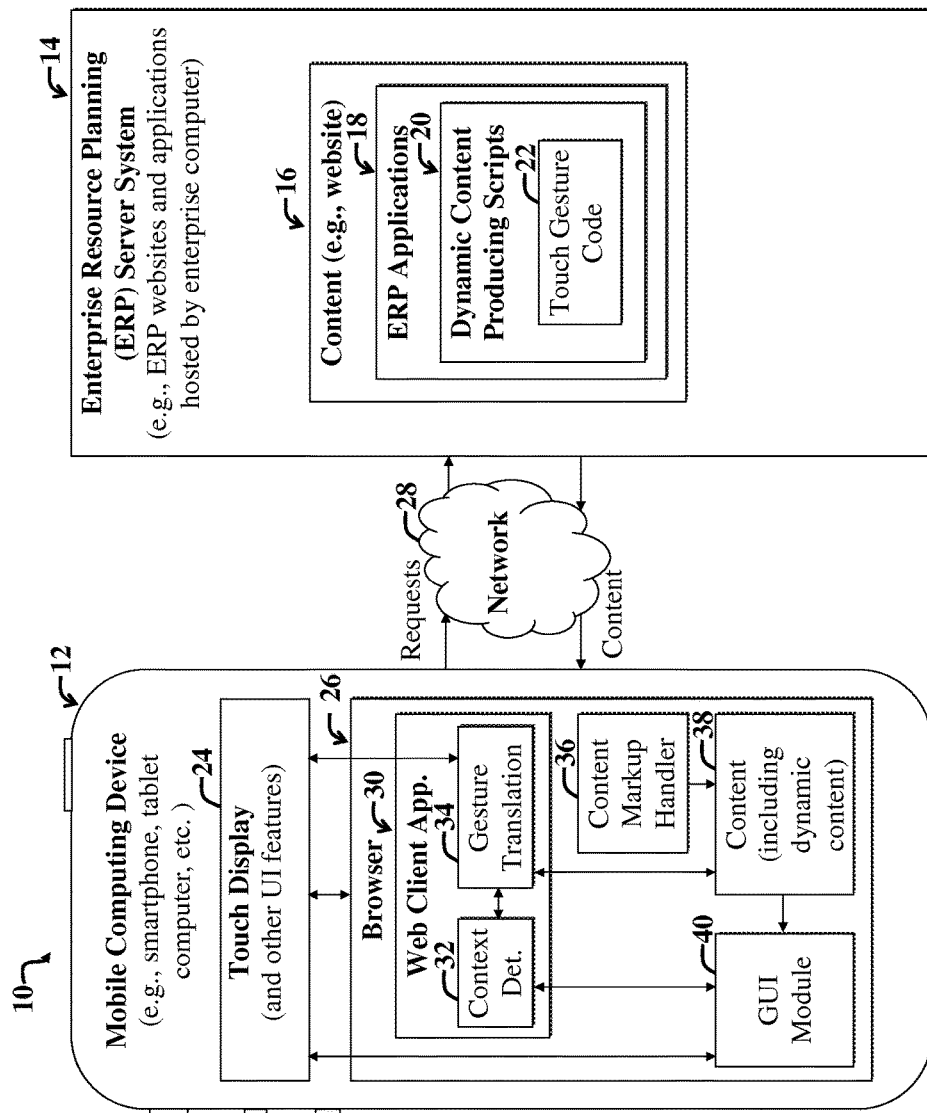 10
12
Mobile Computing Device
(e.g., smartphone, tablet
computer, etc. )
24
Touch Display
(and other UI features)
26
Browser
30
Web Client App.
32
34
Context
Det.
Gesture
Translation
36
Content
Markup
Handler
38
Content
(including
dynamic
content)
40
GUI
Module
Requests
28
Network
Content
14
Enterprise Resource Planning
(ERP) Server System
(e.g., ERP websites and applications
hosted by enterprise computer)
16
Content (e.g., website)
18
ERP Applications
20
Dynamic Content
Producing Scripts
22
Touch Gesture
Code